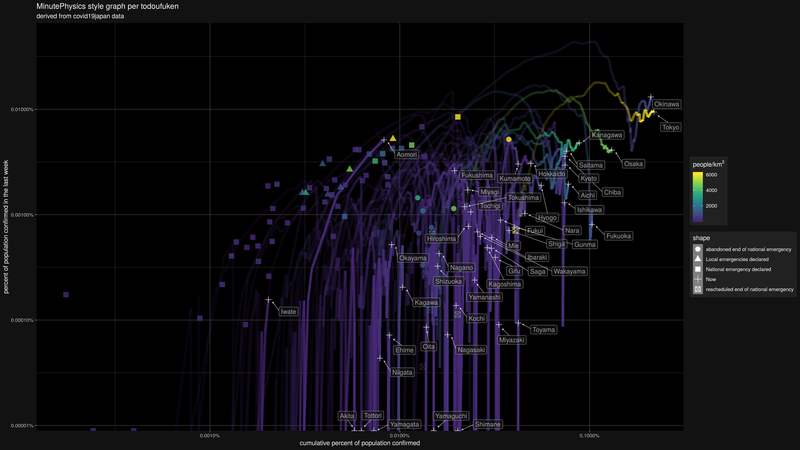 MinutePhysics style graph per todoufuken
derived from covid19japan data
percent of population confirmed in the last week
0.01000%
0.00100%
0.00010%
0.00001%
Okinawa
Tokyo
Kanagawa
Aomori
Saitama
Osaka
Fukushima
Kumamoto
Hokkaido
Kyoto
Miyagi
Tokushima
Aichi
Chiba
Tochigi
Hyogo
Ishikawa
Hiroshima
Fukui
Nara
Fukuoka
Mie
Shiga
Gunma
Okayama
Ibaraki
Nagano
Gifu
Saga
Wakayama
Shizuoka
Kagoshima
Kagawa
Yamanashi
Iwate
Kochi
Toyama
Miyazaki
Ehime
Oita
Nagasaki
Niigata
Akita
Tottori
Yamagata
Yamaguchi
Shimane
0.0010%
0.0100%
0.1000%
cumulative percent of population confirmed
people/km²
6000
4000
2000
shape
abandoned end of national emergency
Local emergencies declared
National emergency declared
Now
rescheduled end of national emergency